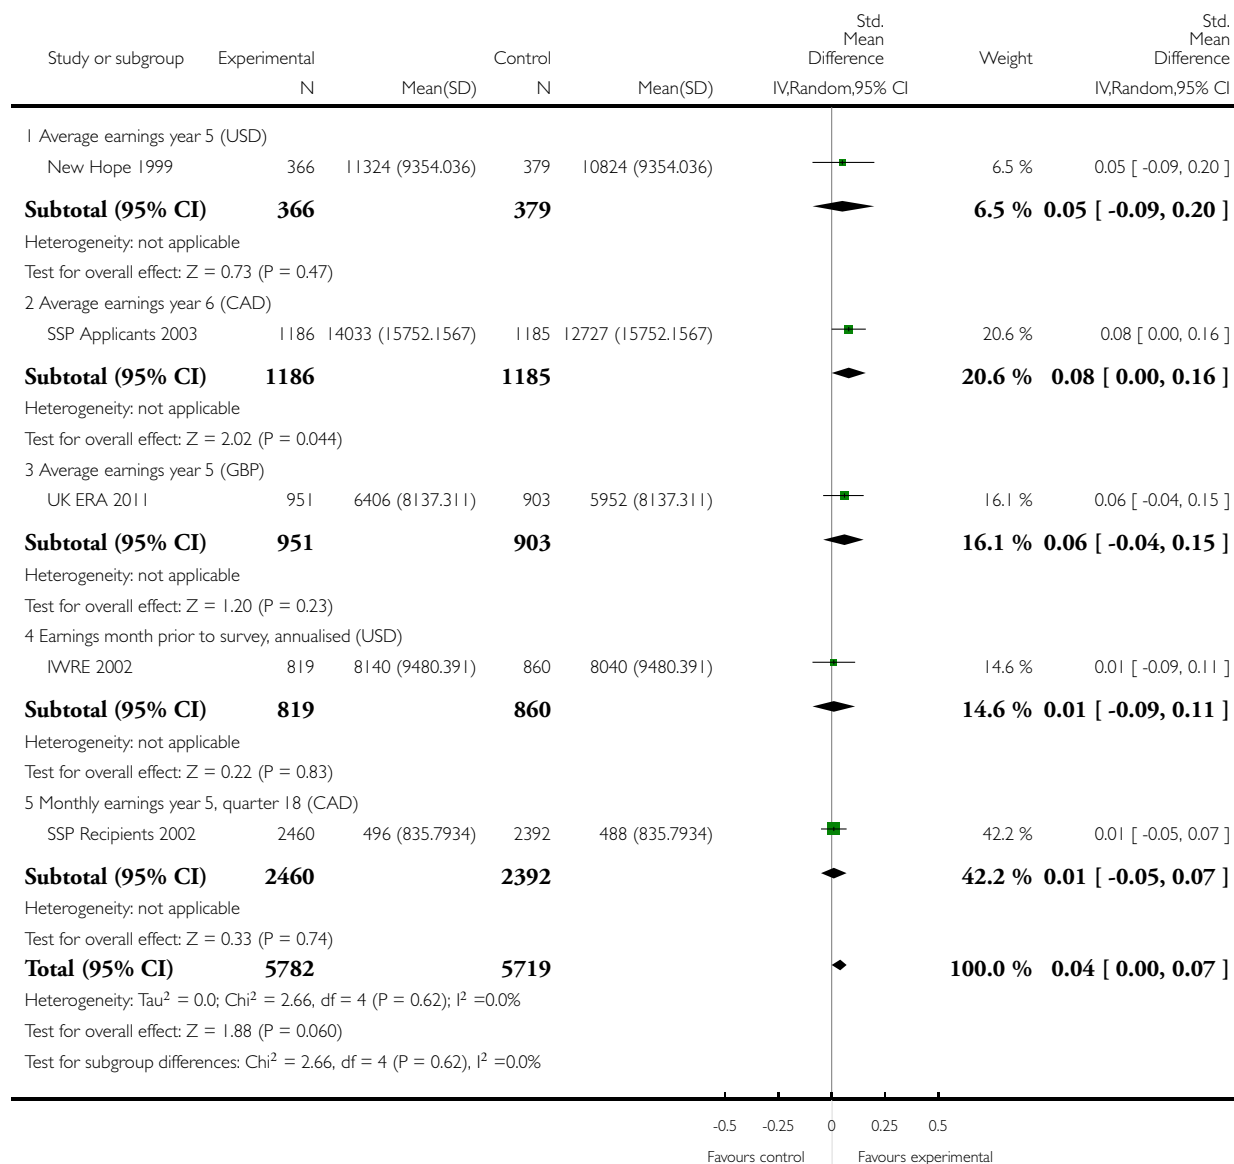 Std. Mean Difference Std. Mean Difference
Study or subgroup Experimental Control Weight
N Mean(SD) N Mean(SD) IV,Random,95% CI IV,Random,95% CI
1 Average earnings year 5 (USD)
New Hope 1999 366 11324 (9354.036) 379 10824 (9354.036) 6.5 % 0.05 [ -0.09, 0.20 ]
Subtotal (95% CI) 366 379 6.5 % 0.05 [ -0.09, 0.20 ]
Heterogeneity: not applicable
Test for overall effect: Z = 0.73 (P = 0.47)
2 Average earnings year 6 (CAD)
SSP Applicants 2003 1186 14033 (15752.1567) 1185 12727 (15752.1567) 20.6 % 0.08 [ 0.00, 0.16 ]
Subtotal (95% CI) 1186 1185 20.6 % 0.08 [ 0.00, 0.16 ]
Heterogeneity: not applicable
Test for overall effect: Z = 2.02 (P = 0.044)
3 Average earnings year 5 (GBP)
UK ERA 2011 951 6406 (8137.311) 903 5952 (8137.311) 16.1 % 0.06 [ -0.04, 0.15 ]
Subtotal (95% CI) 951 903 16.1 % 0.06 [ -0.04, 0.15 ]
Heterogeneity: not applicable
Test for overall effect: Z = 1.20 (P = 0.23)
4 Earnings month prior to survey, annualised (USD)
IWRE 2002 819 8140 (9480.391) 860 8040 (9480.391) 14.6 % 0.01 [ -0.09, 0.11 ]
Subtotal (95% CI) 819 860 14.6 % 0.01 [ -0.09, 0.11 ]
Heterogeneity: not applicable
Test for overall effect: Z = 0.22 (P = 0.83)
5 Monthly earnings year 5, quarter 18 (CAD)
SSP Recipients 2002 2460 496 (835.7934) 2392 488 (835.7934) 42.2 % 0.01 [ -0.05, 0.07 ]
Subtotal (95% CI) 2460 2392 42.2 % 0.01 [ -0.05, 0.07 ]
Heterogeneity: not applicable
Test for overall effect: Z = 0.33 (P = 0.74)
Total (95% CI) 5782 5719 100.0 % 0.04 [ 0.00, 0.07 ]
Heterogeneity: Tau² = 0.0; Chi² = 2.66, df = 4 (P = 0.62); I² =0.0%
Test for overall effect: Z = 1.88 (P = 0.060)
Test for subgroup differences: Chi² = 2.66, df = 4 (P = 0.62), I² =0.0%
-0.5 -0.25 0 0.25 0.5
Favours control Favours experimental